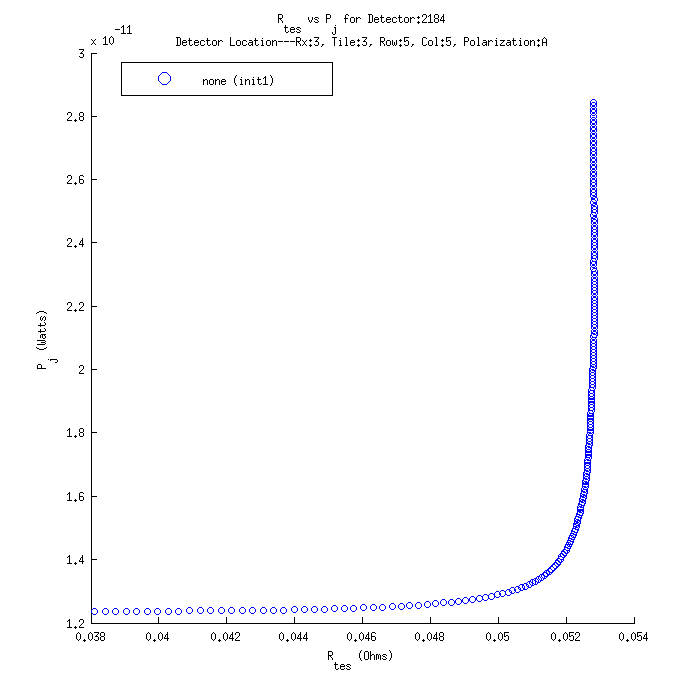 R_tes vs P_j for Detector:2184
Detector Location---Rx:3, Tile:3, Row:5, Col:5, Polarization:A
x 10^-11
none (init1)
3
2.8
2.6
2.4
2.2
2
1.8
1.6
1.4
1.2
P_j (Watts)
0.038 0.04 0.042 0.044 0.046 0.048 0.05 0.052 0.054
R_tes (Ohms)